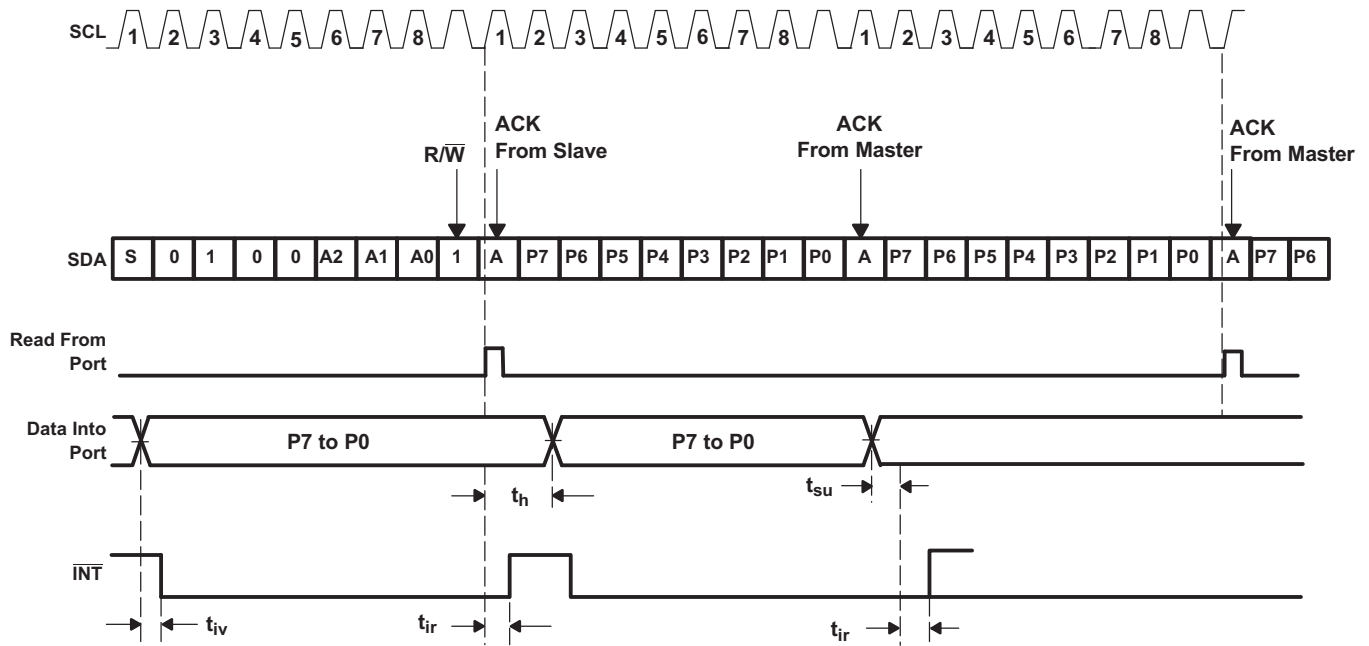 SCL 1 2 3 4 5 6 7 8 1 2 3 4 5 6 7 8 1 2 3 4 5 6 7 8
R/W̅
ACK
From Slave
ACK
From Master
ACK
From Master
SDA S 0 1 0 0 A2 A1 A0 1 A P7 P6 P5 P4 P3 P2 P1 P0 A P7 P6 P5 P4 P3 P2 P1 P0 A P7 P6
Read From
Port
Data Into
Port
P7 to P0 P7 to P0
th tsu
I̅N̅T̅
tiv tir tir